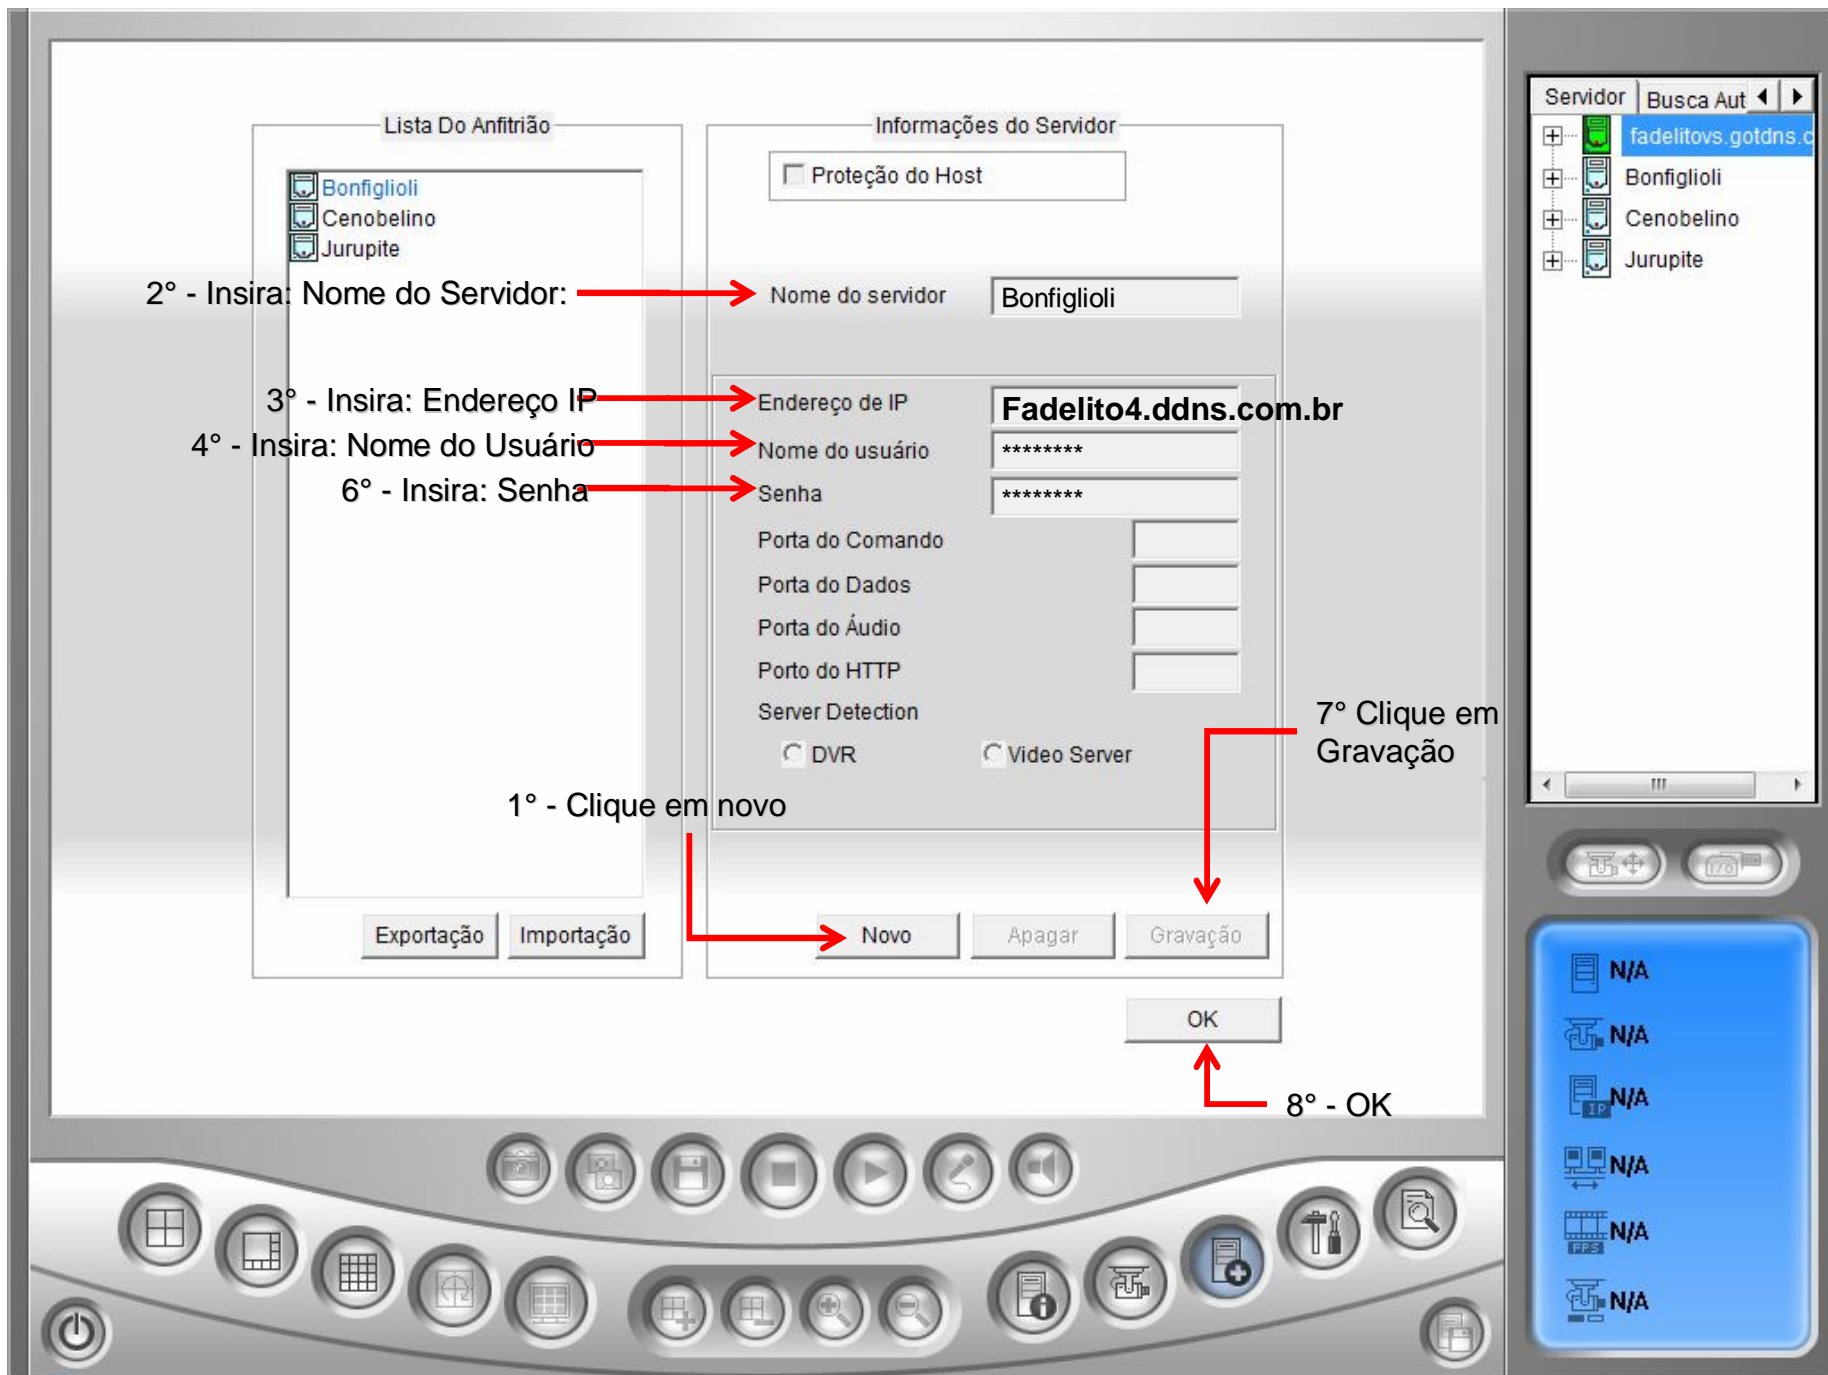 Lista Do Anfitrião
Bonfiglioli
Cenobelino
Jurupite
Informações do Servidor
Proteção do Host
2° - Insira: Nome do Servidor:
Nome do servidor
Bonfiglioli
3° - Insira: Endereço IP
Endereço de IP
Fadelito4.ddns.com.br
4° - Insira: Nome do Usuário
Nome do usuário
********
6° - Insira: Senha
Senha
********
Porta do Comando
Porta do Dados
Porta do Áudio
Porto do HTTP
Server Detection
DVR
Video Server
7° Clique em
Gravação
1° - Clique em novo
Exportação
Importação
Novo
Apagar
Gravação
OK
8° - OK
Servidor
Busca Aut
fadelitovs.gotdns.c
Bonfiglioli
Cenobelino
Jurupite
I/O
N/A
N/A
IP
N/A
N/A
FPS
N/A
N/A